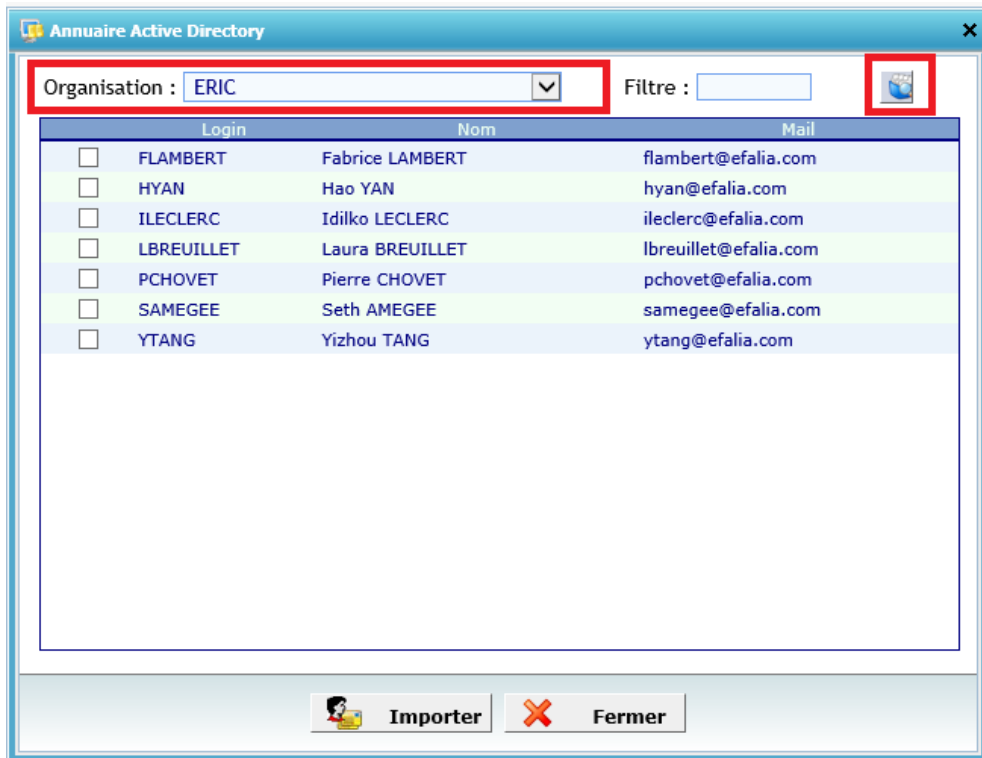 Annuaire Active Directory
Organisation : ERIC Filtre :
Login Nom Mail
FLAMBERT Fabrice LAMBERT flambert@efalia.com
HYAN Hao YAN hyan@efalia.com
ILECLERC Idilko LECLERC ileclerc@efalia.com
LBREUILLET Laura BREUILLET lbreuillet@efalia.com
PCHOVET Pierre CHOVET pchovet@efalia.com
SAMEGEE Seth AMEGEE samegee@efalia.com
YTANG Yizhou TANG ytang@efalia.com
Importer Fermer